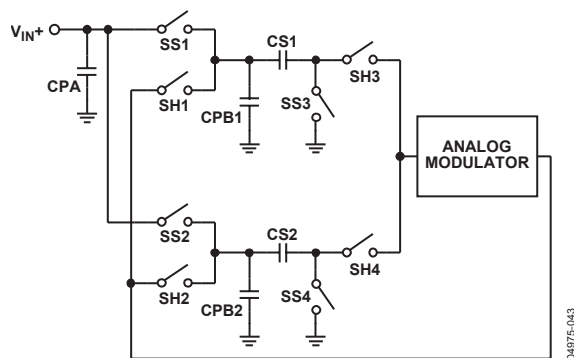 VIN+
SS1
CS1
SH3
CPA
SH1
CPB1
SS3
ANALOG
MODULATOR
SS2
CS2
SH4
SH2
CPB2
SS4
04975-043